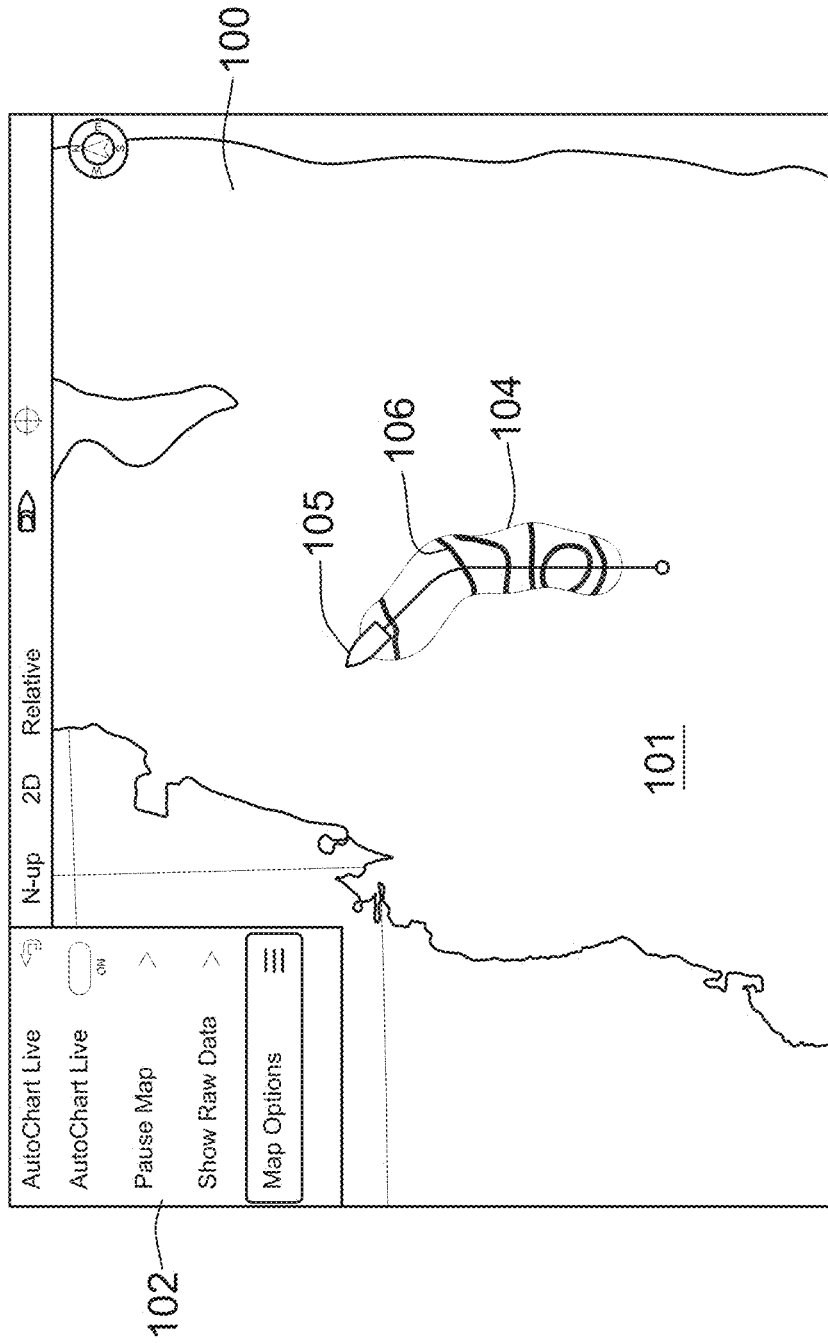 AutoChart Live
N-up 2D Relative
AutoChart Live
ON
Pause Map
Show Raw Data
Map Options
N
E
S
W
100
101
102
104
105
106